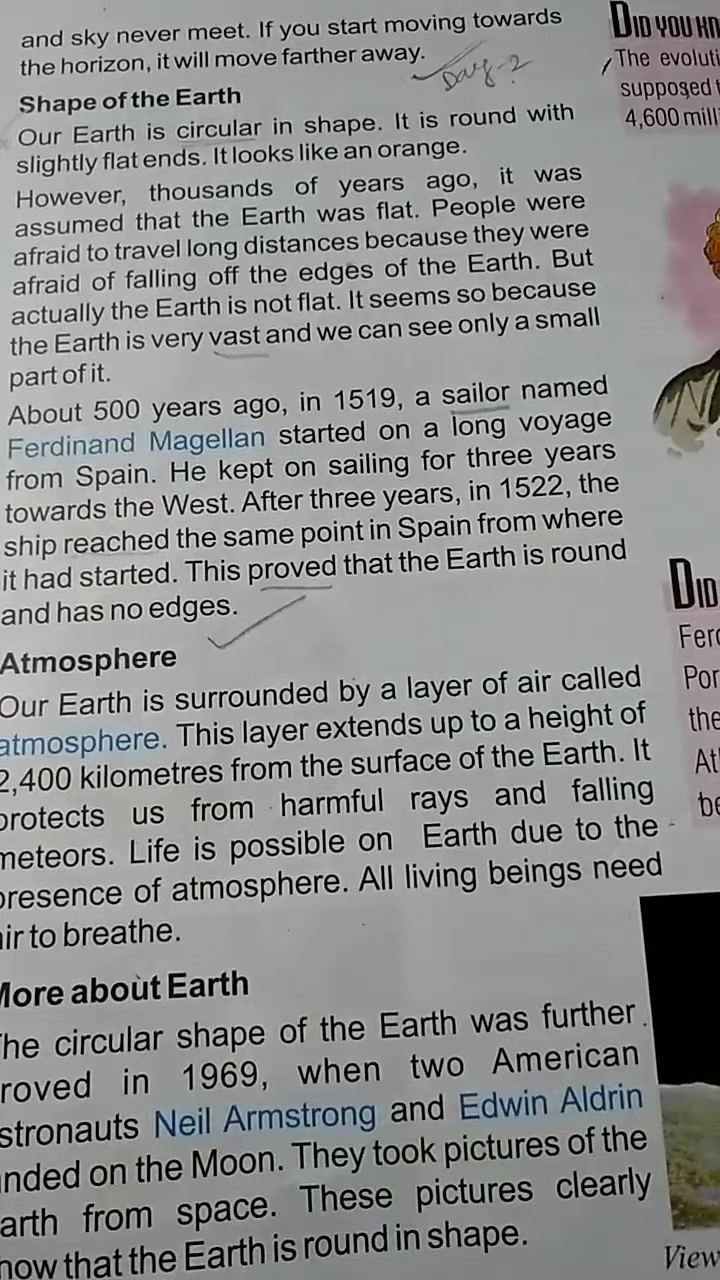 and sky never meet. If you start moving towards
the horizon, it will move farther away.
Day-2
Shape of the Earth
Our Earth is circular in shape. It is round with
slightly flat ends. It looks like an orange.
However, thousands of years ago, it was
assumed that the Earth was flat. People were
afraid to travel long distances because they were
afraid of falling off the edges of the Earth. But
actually the Earth is not flat. It seems so because
the Earth is very vast and we can see only a small
part of it.
About 500 years ago, in 1519, a sailor named
Ferdinand Magellan started on a long voyage
from Spain. He kept on sailing for three years
towards the West. After three years, in 1522, the
ship reached the same point in Spain from where
it had started. This proved that the Earth is round
and has no edges.
Atmosphere
Our Earth is surrounded by a layer of air called
atmosphere. This layer extends up to a height of
2,400 kilometres from the surface of the Earth. It
protects us from harmful rays and falling
meteors. Life is possible on Earth due to the
presence of atmosphere. All living beings need
air to breathe.
More about Earth
The circular shape of the Earth was further
roved in 1969, when two American
stronauts Neil Armstrong and Edwin Aldrin
nded on the Moon. They took pictures of the
arth from space. These pictures clearly
how that the Earth is round in shape.
DID YOU KN
The evoluti
supposed t
4,600 mill
DID
Ferd
Por
the
At
be
View